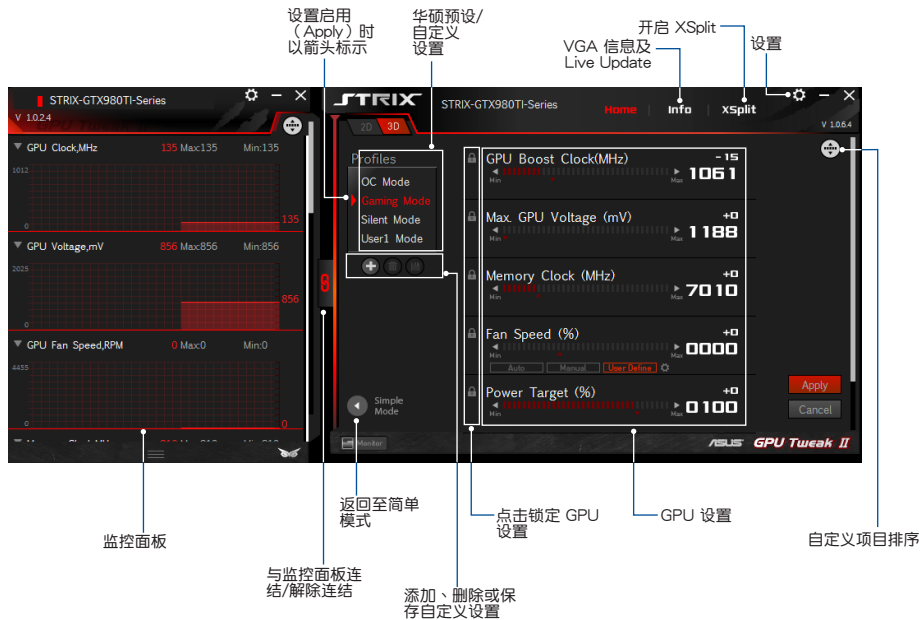 设置启用
（Apply）时
以箭头标示
华硕预设/
自定义
设置
开启 XSplit
VGA 信息及
Live Update
设置
STRIX-GTX980TI-Series
V 1.0.2.4
GPU Clock,MHz 135 Max:135 Min:135
1012
135
0
GPU Voltage,mV 856 Max:856 Min:856
2025
856
0
GPU Fan Speed,RPM 0 Max:0 Min:0
4455
0
0
STRIX
STRIX-GTX980TI-Series
Home | Info | XSplit
V 1.0.6.4
2D 3D
Profiles
OC Mode
Gaming Mode
Silent Mode
User1 Mode
GPU Boost Clock(MHz) -15
Min Max 1061
Max. GPU Voltage (mV) +0
Min Max 1188
Memory Clock (MHz) +0
Min Max 7010
Fan Speed (%) +0
Min Max 0000
Auto Manual User Define
Power Target (%) +0
Min Max 0100
Simple
Mode
Apply
Cancel
Monitor
ASUS GPU Tweak II
返回至简单
模式
点击锁定 GPU
设置
GPU 设置
自定义项目排序
监控面板
与监控面板连
结/解除连结
添加、删除或保
存自定义设置